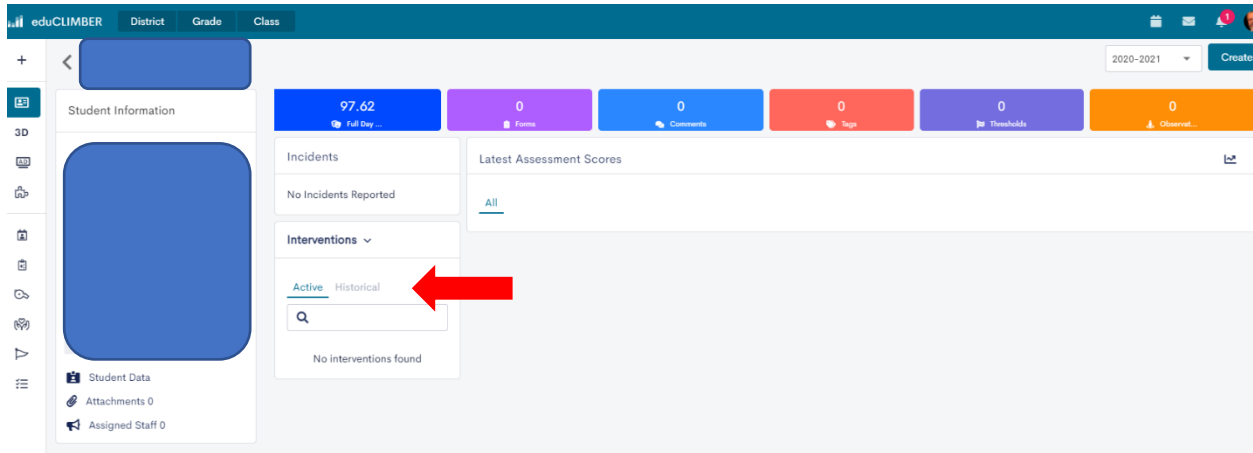 eduCLIMBER District Grade Class
1
2020-2021
Create
3D
Student Information
97.62
Full Day ...
0
Forms
0
Comments
0
Tags
0
Thresholds
0
Observat...
Incidents
No Incidents Reported
Interventions
Active Historical
No interventions found
Latest Assessment Scores
All
Student Data
Attachments 0
Assigned Staff 0